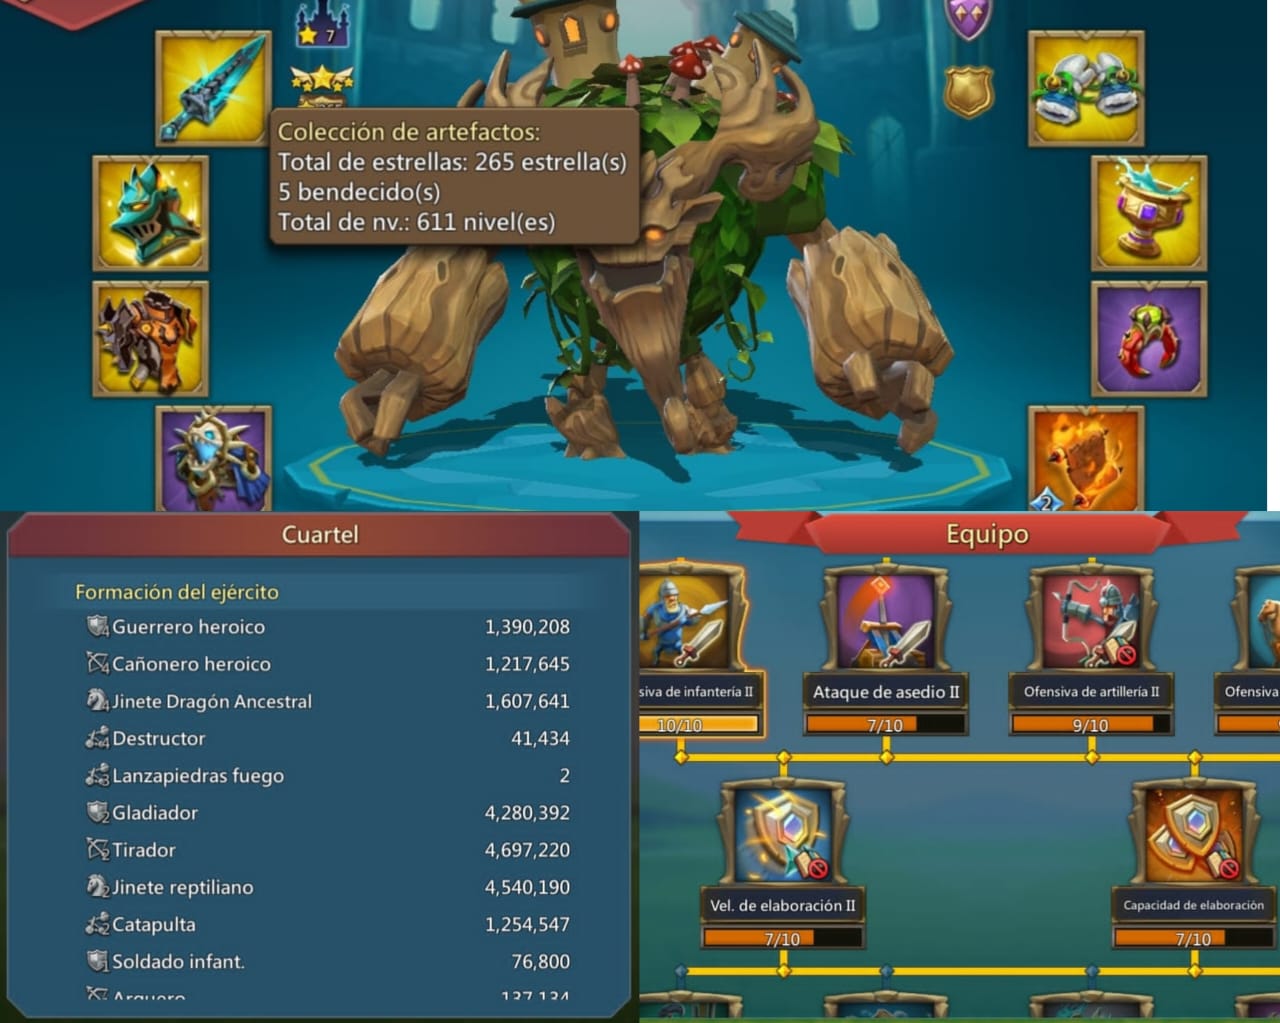 7
Colección de artefactos:
Total de estrellas: 265 estrella(s)
5 bendecido(s)
Total de nv.: 611 nivel(es)
2
Cuartel
Formación del ejército
Guerrero heroico 1,390,208
Cañonero heroico 1,217,645
Jinete Dragón Ancestral 1,607,641
Destructor 41,434
Lanzapiedras fuego 2
Gladiador 4,280,392
Tirador 4,697,220
Jinete reptiliano 4,540,190
Catapulta 1,254,547
Soldado infant. 76,800
Arquero 137,134
Equipo
siva de infantería II
10/10
Ataque de asedio II
7/10
Ofensiva de artillería II
9/10
Ofensiva
Vel. de elaboración II
7/10
Capacidad de elaboración
7/10